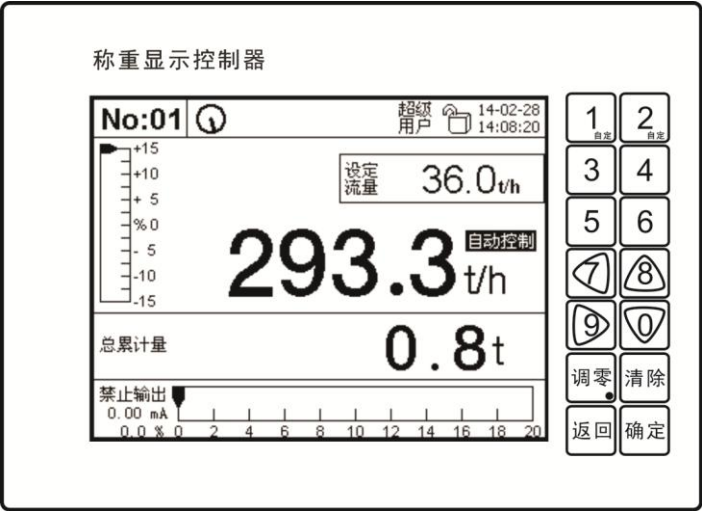 称重显示控制器
No:01 超级用户 14-02-28 14:08:20
+15
+10
+ 5
% 0
- 5
-10
-15
设定流量 36.0 t/h
自动控制
293.3 t/h
总累计量 0.8 t
禁止输出
0.00 mA
0.0 % 0 2 4 6 8 10 12 14 16 18 20
1 自定 2 自定
3 4
5 6
7 8
9 0
调零 清除
返回 确定